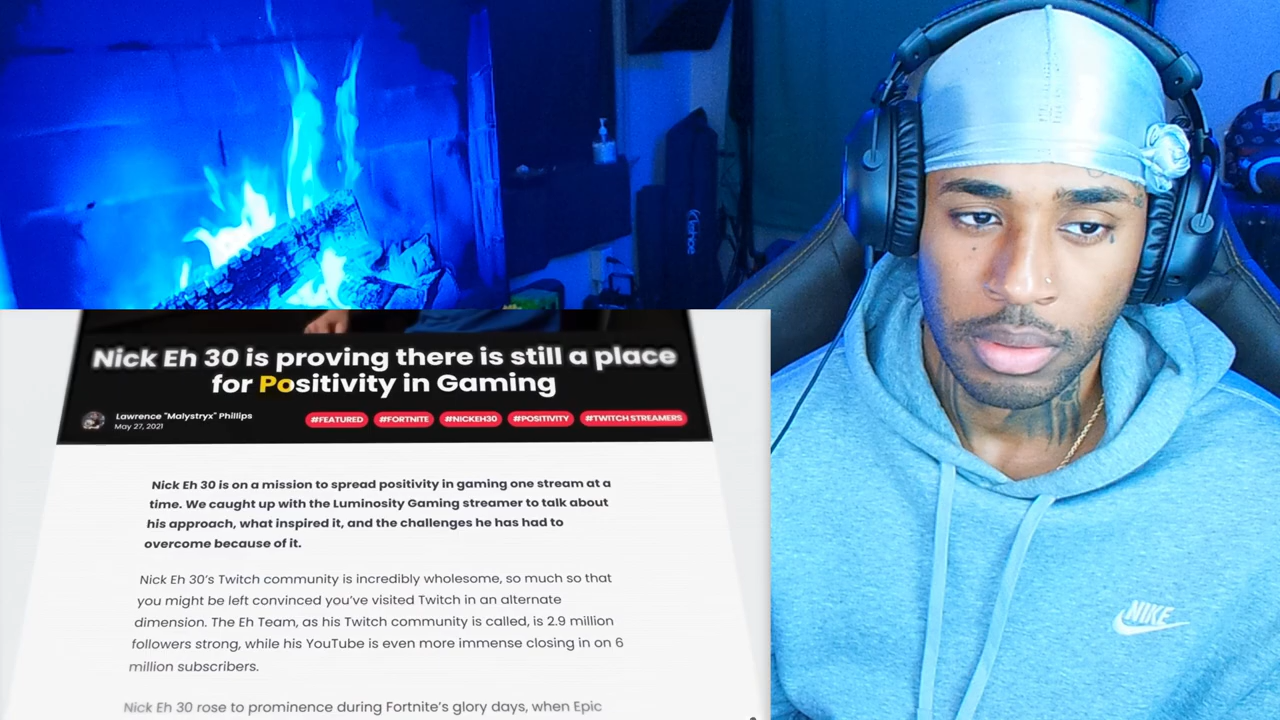 Nick Eh 30 is proving there is still a place
for Positivity in Gaming
Lawrence "Malystryx" Phillips
May 27, 2021
#FEATURED #FORTNITE #NICKEH30 #POSITIVITY #TWITCH STREAMERS
Nick Eh 30 is on a mission to spread positivity in gaming one stream at a
time. We caught up with the Luminosity Gaming streamer to talk about
his approach, what inspired it, and the challenges he has had to
overcome because of it.
Nick Eh 30's Twitch community is incredibly wholesome, so much so that
you might be left convinced you've visited Twitch in an alternate
dimension. The Eh Team, as his Twitch community is called, is 2.9 million
followers strong, while his YouTube is even more immense closing in on 6
million subscribers.
Nick Eh 30 rose to prominence during Fortnite's glory days, when Epic
NIKE